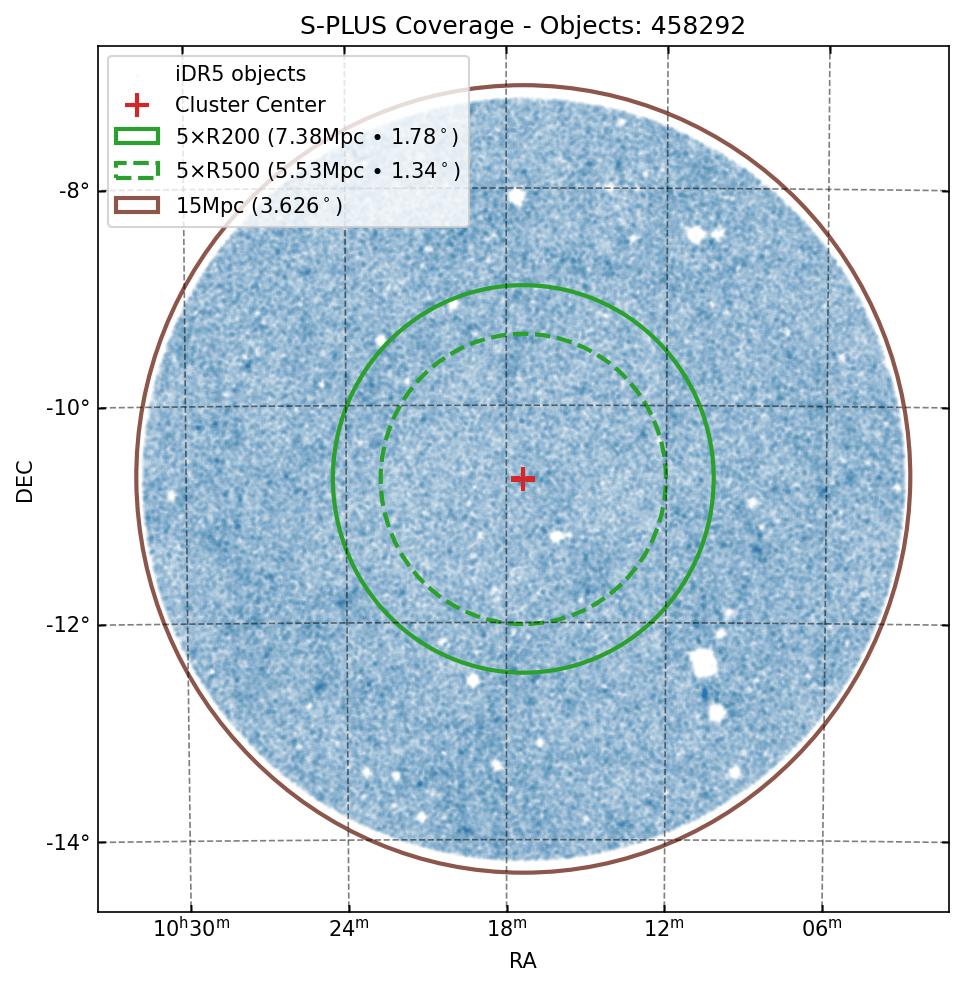 S-PLUS Coverage - Objects: 458292
iDR5 objects
Cluster Center
5×R200 (7.38Mpc • 1.78°)
5×R500 (5.53Mpc • 1.34°)
15Mpc (3.626°)
-8°
-10°
-12°
-14°
DEC
10ʰ30ᵐ 24ᵐ 18ᵐ 12ᵐ 06ᵐ
RA